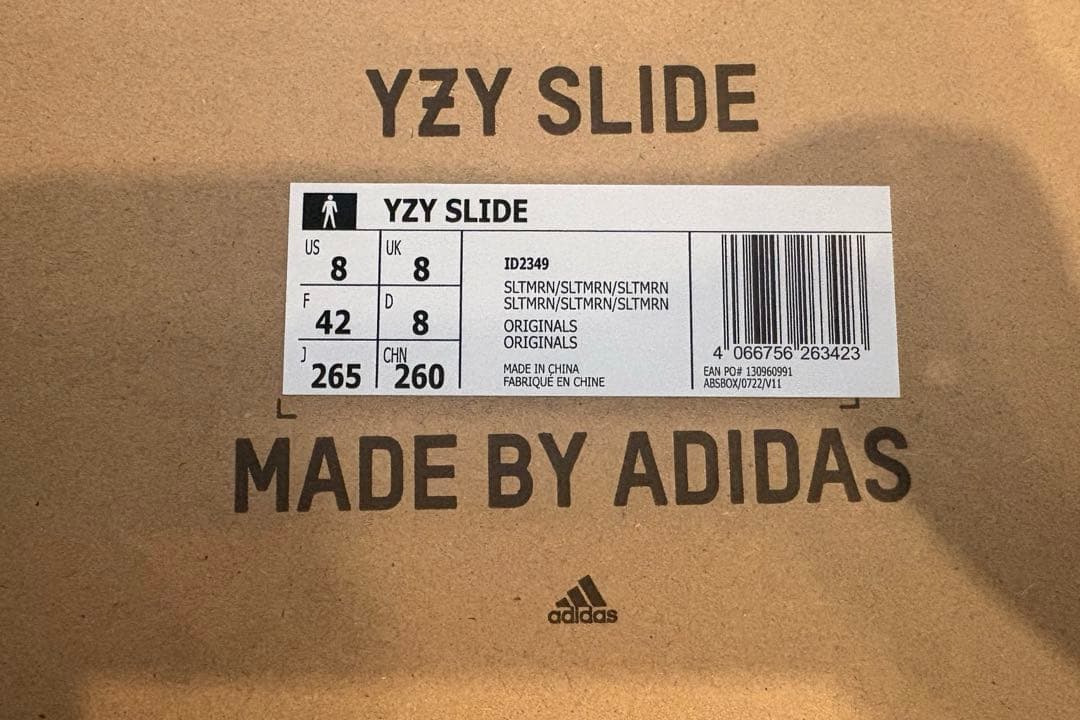 YZY SLIDE
YZY SLIDE
US 8 UK 8
F 42 D 8
J 265 CHN 260
ID2349
SLTMRN/SLTMRN/SLTMRN
SLTMRN/SLTMRN/SLTMRN
ORIGINALS
ORIGINALS
MADE IN CHINA
FABRIQUÉ EN CHINE
4 066756 263423
EAN PO# 130960991
ABSBOX/0722/V11
MADE BY ADIDAS
adidas